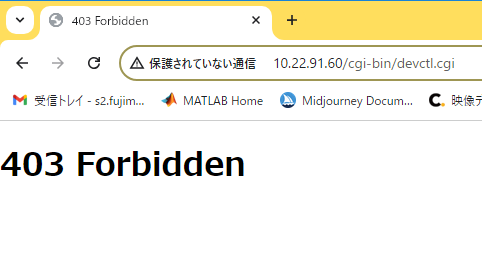 403 Forbidden
保護されていない通信 10.22.91.60/cgi-bin/devctl.cgi
受信トレイ - s2.fujim... MATLAB Home Midjourney Docum... 映像デ
403 Forbidden